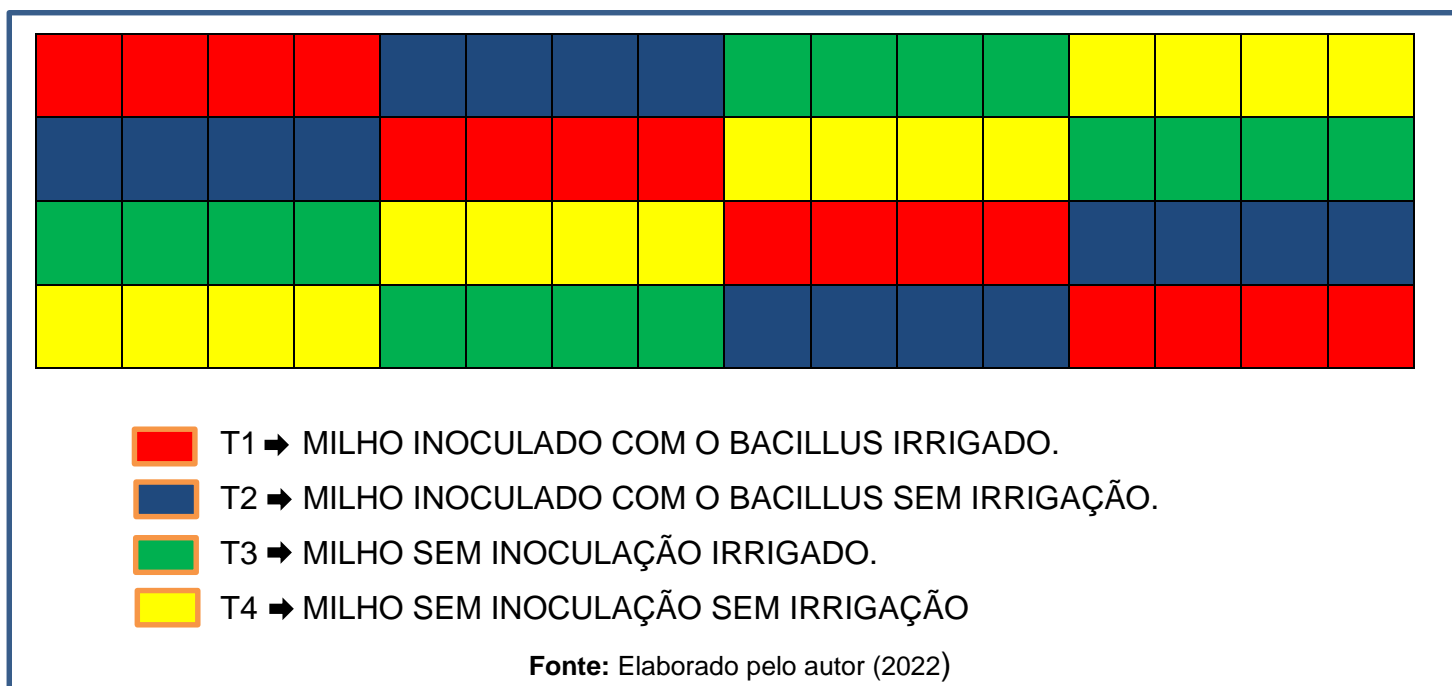 T1 🡺 MILHO INOCULADO COM O BACILLUS IRRIGADO.
T2 🡺 MILHO INOCULADO COM O BACILLUS SEM IRRIGAÇÃO.
T3 🡺 MILHO SEM INOCULAÇÃO IRRIGADO.
T4 🡺 MILHO SEM INOCULAÇÃO SEM IRRIGAÇÃO
Fonte: Elaborado pelo autor (2022)